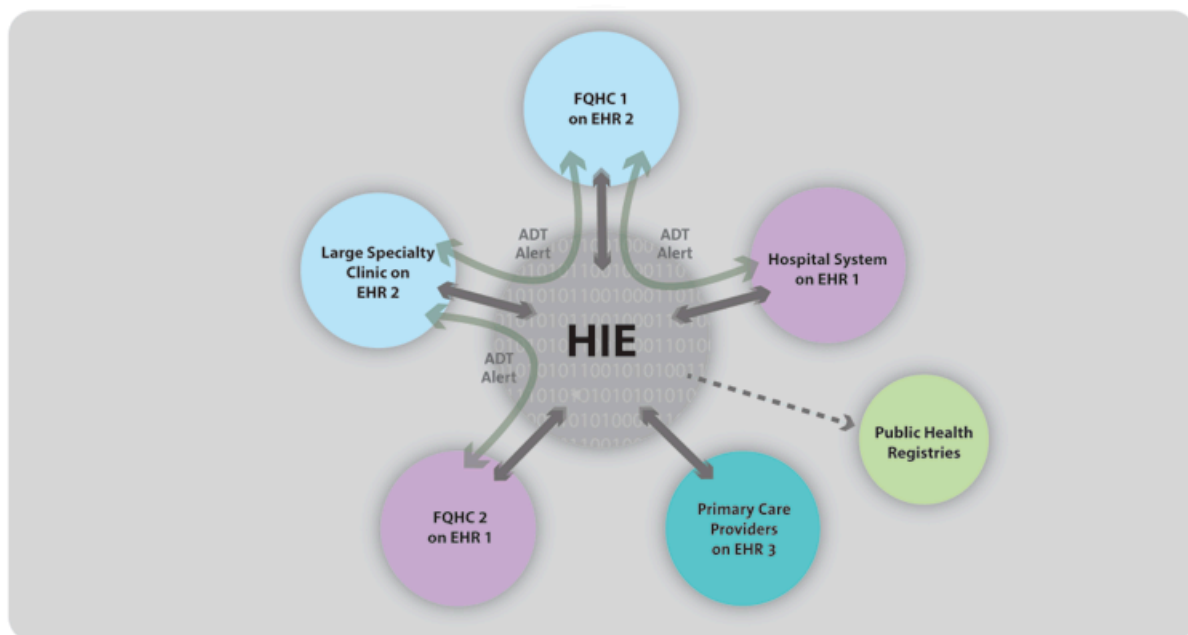 FQHC 1
on EHR 2
ADT
Alert
ADT
Alert
Large Specialty
Clinic on
EHR 2
Hospital System
on EHR 1
HIE
ADT
Alert
Public Health
Registries
FQHC 2
on EHR 1
Primary Care
Providers
on EHR 3